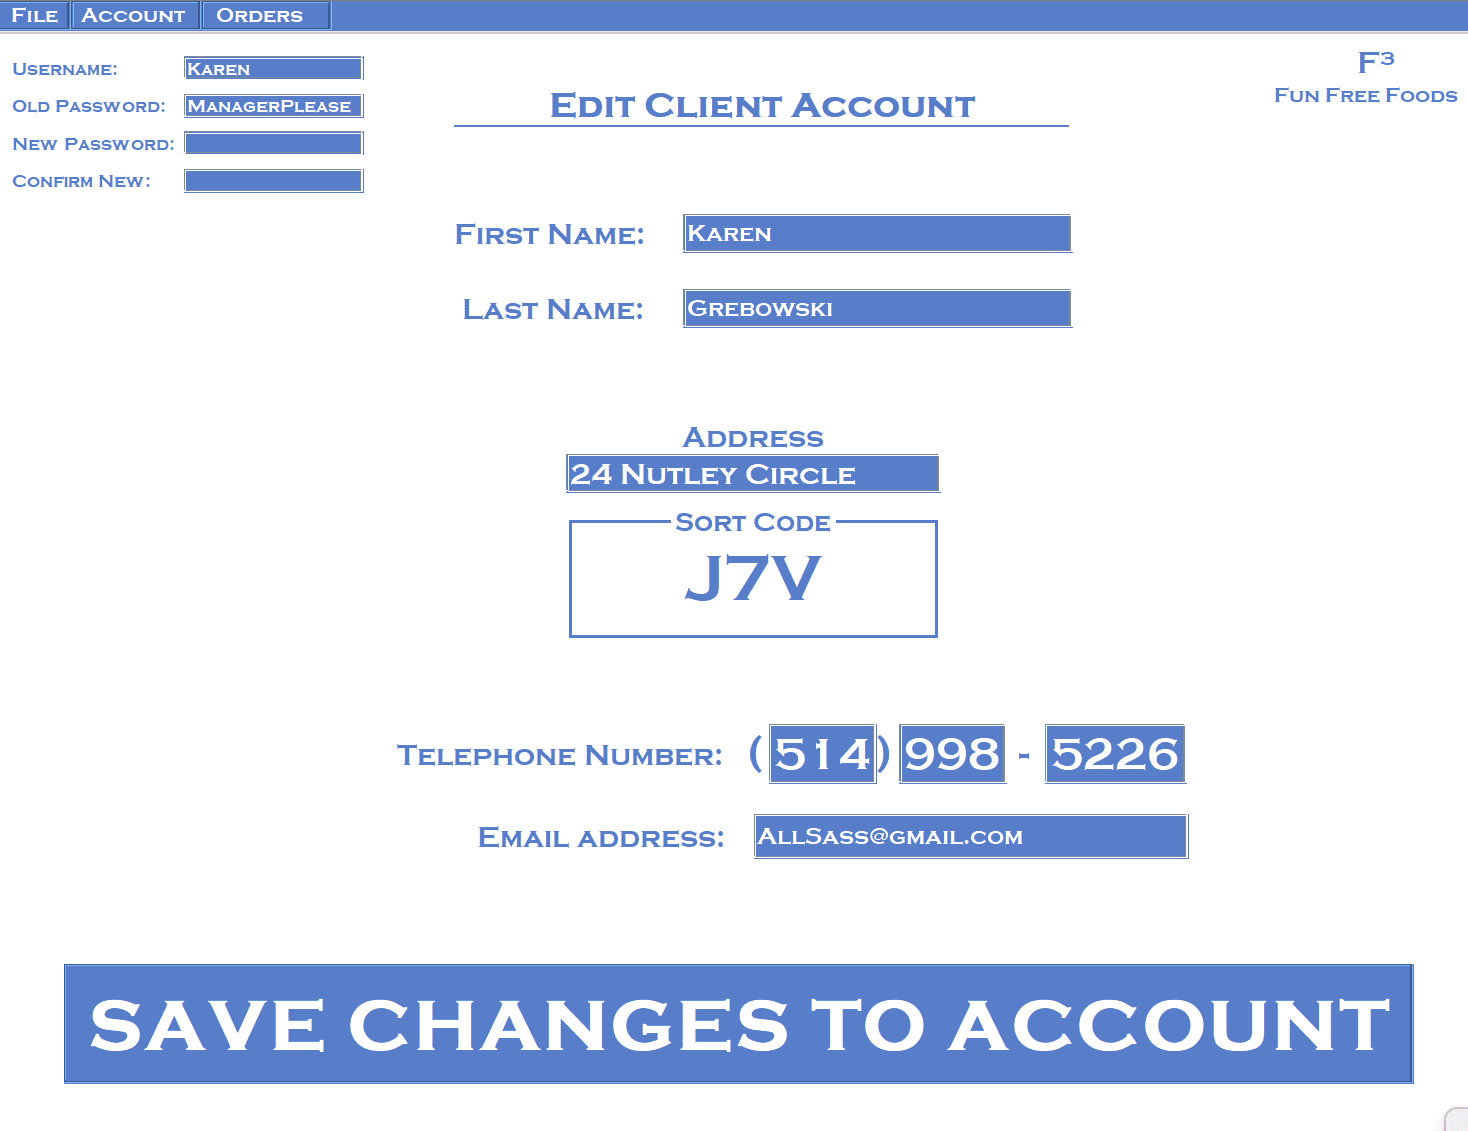 File Account Orders
Username: Karen
Old Password: ManagerPlease
New Password:
Confirm New:
F³
Fun Free Foods
Edit Client Account
First Name: Karen
Last Name: Grebowski
Address
24 Nutley Circle
Sort Code
J7V
Telephone Number: (514) 998 - 5226
Email address: AllSass@gmail.com
SAVE CHANGES TO ACCOUNT